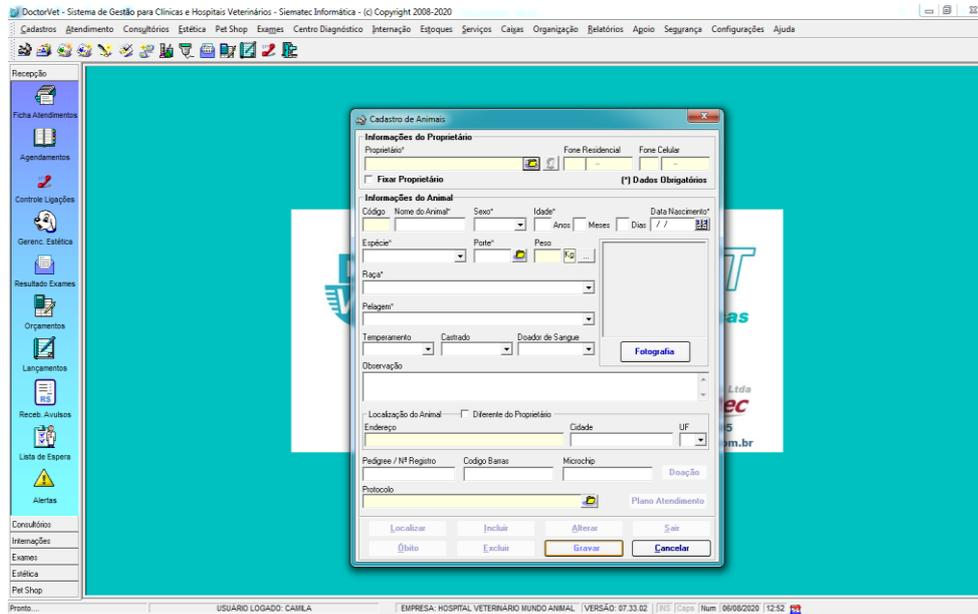 DoctorVet - Sistema de Gestão para Clínicas e Hospitais Veterinários - Siematec Informática - (c) Copyright 2008-2020
Cadastros Atendimento Consultórios Estética Pet Shop Exames Centro Diagnóstico Internação Estoques Serviços Caixas Organização Relatórios Apoio Segurança Configurações Ajuda
Recepção
Ficha Atendimentos
Agendamentos
Controle Ligações
Gerenc. Estética
Resultado Exames
Orçamentos
Lançamentos
R$
Receb. Avulsos
Lista de Espera
Alertas
Consultórios
Internações
Exames
Estética
Pet Shop
Cadastro de Animais
Informações do Proprietário
Proprietário* Fone Residencial Fone Celular
- -
Fixar Proprietário (*) Dados Obrigatórios
Informações do Animal
Código Nome do Animal* Sexo* Idade* Data Nascimento*
Anos Meses Dias / /
Espécie* Porte* Peso
Kg ...
Raça*
Pelagem*
Temperamento Castrado Doador de Sangue
Fotografia
Observação
Localização do Animal Diferente do Proprietário
Endereço Cidade UF
Pedigree / Nº Registro Codigo Barras Microchip
Doação
Protocolo
Plano Atendimento
Localizar Incluir Alterar Sair
Óbito Excluir Gravar Cancelar
T
as
Ltda
ec
05
om.br
Pronto.... USUÁRIO LOGADO: CAMILA EMPRESA: HOSPITAL VETERINÁRIO MUNDO ANIMAL VERSÃO: 07.33.02 INS Caps Num 06/08/2020 12:52